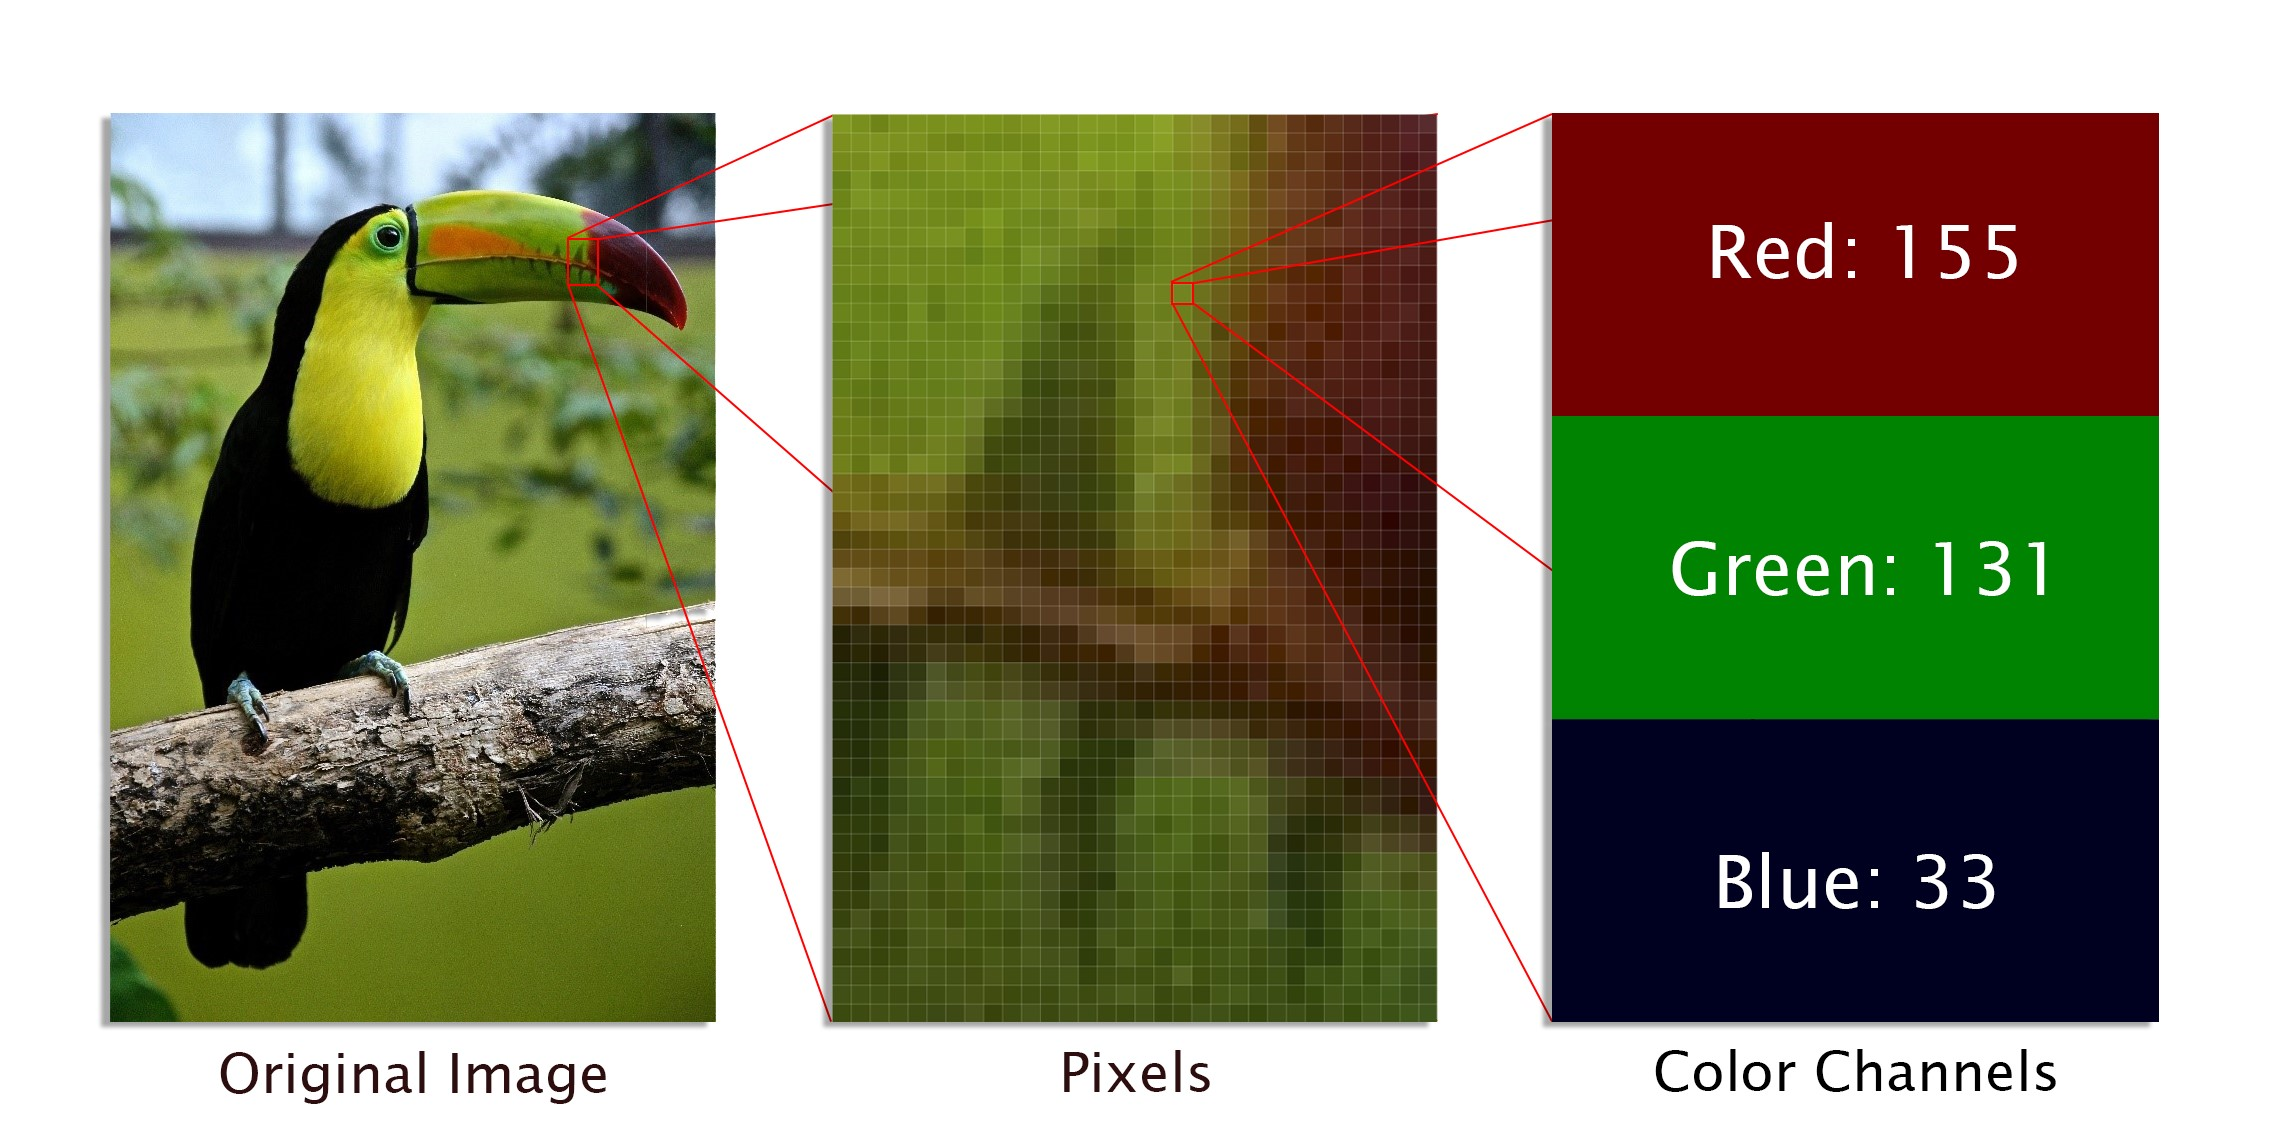 Red: 155
Green: 131
Blue: 33
Original Image
Pixels
Color Channels